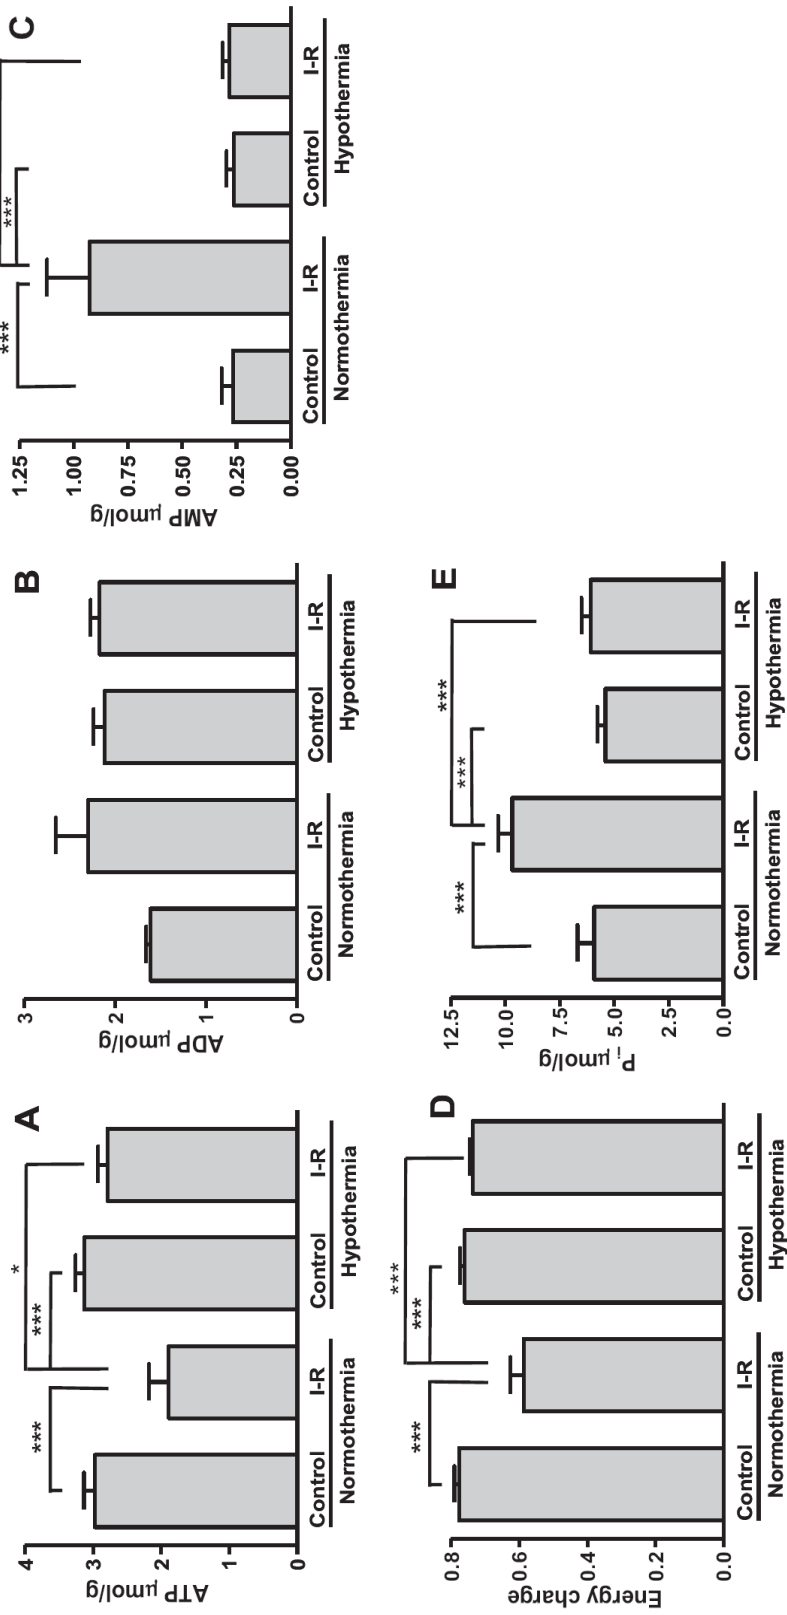 A
ATP µmol/g
4
3
2
1
0
***
***
*
Control
I-R
Control
I-R
Normothermia
Hypothermia
B
ADP µmol/g
3
2
1
0
Control
I-R
Control
I-R
Normothermia
Hypothermia
C
AMP µmol/g
1.25
1.00
0.75
0.50
0.25
0.00
***
***
Control
I-R
Control
I-R
Normothermia
Hypothermia
D
Energy charge
0.8
0.6
0.4
0.2
0.0
***
***
***
Control
I-R
Control
I-R
Normothermia
Hypothermia
E
Pi µmol/g
12.5
10.0
7.5
5.0
2.5
0.0
***
***
***
Control
I-R
Control
I-R
Normothermia
Hypothermia